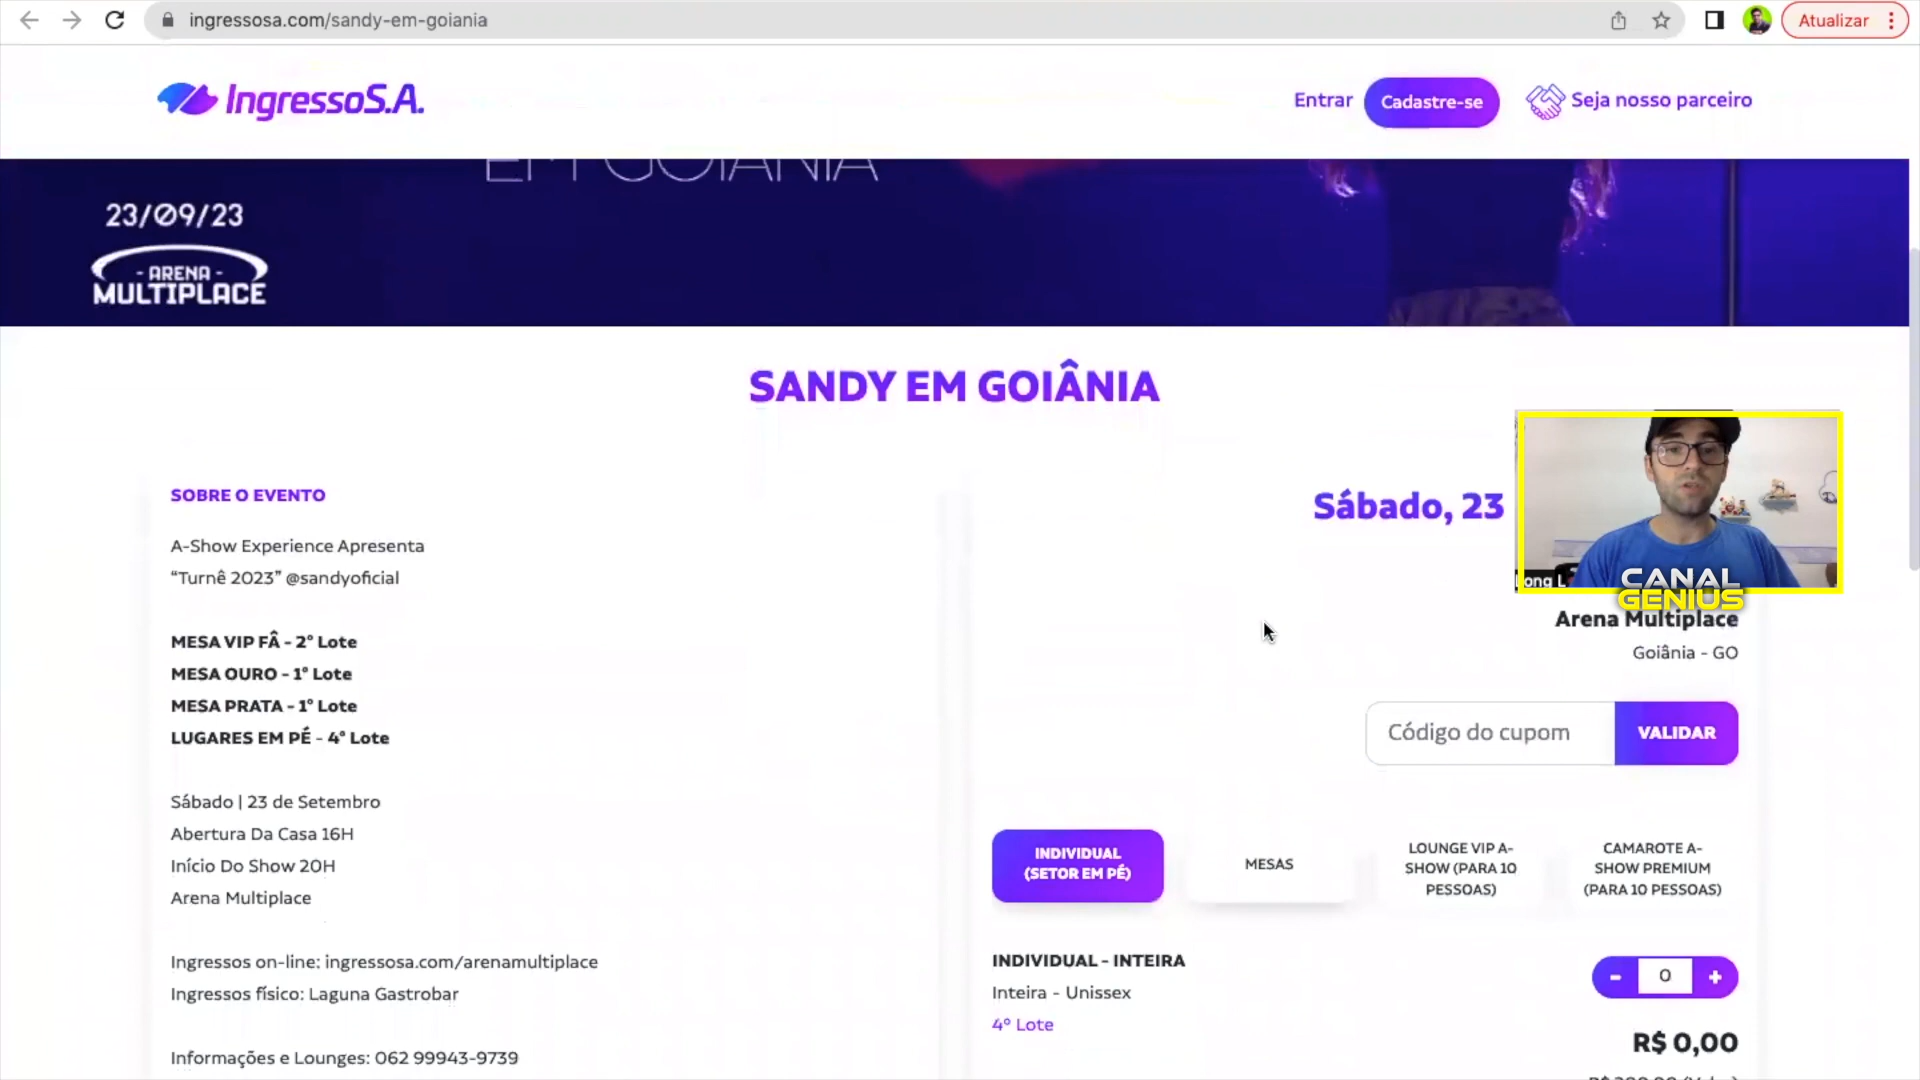 ingressosa.com/sandy-em-goiania
Atualizar
IngressoS.A.
Entrar
Cadastre-se
Seja nosso parceiro
EM GOIÂNIA
23/09/23
- ARENA -
MULTIPLACE
SANDY EM GOIÂNIA
SOBRE O EVENTO
A-Show Experience Apresenta
“Turnê 2023” @sandyoficial
MESA VIP FÂ - 2° Lote
MESA OURO - 1° Lote
MESA PRATA - 1° Lote
LUGARES EM PÉ - 4° Lote
Sábado | 23 de Setembro
Abertura Da Casa 16H
Início Do Show 20H
Arena Multiplace
Ingressos on-line: ingressosa.com/arenamultiplace
Ingressos físico: Laguna Gastrobar
Informações e Lounges: 062 99943-9739
Sábado, 23
CANAL
GENIUS
Arena Multiplace
Goiânia - GO
Código do cupom
VALIDAR
INDIVIDUAL
(SETOR EM PÉ)
MESAS
LOUNGE VIP A-
SHOW (PARA 10
PESSOAS)
CAMAROTE A-
SHOW PREMIUM
(PARA 10 PESSOAS)
INDIVIDUAL - INTEIRA
Inteira - Unissex
4º Lote
- 0 +
R$ 0,00